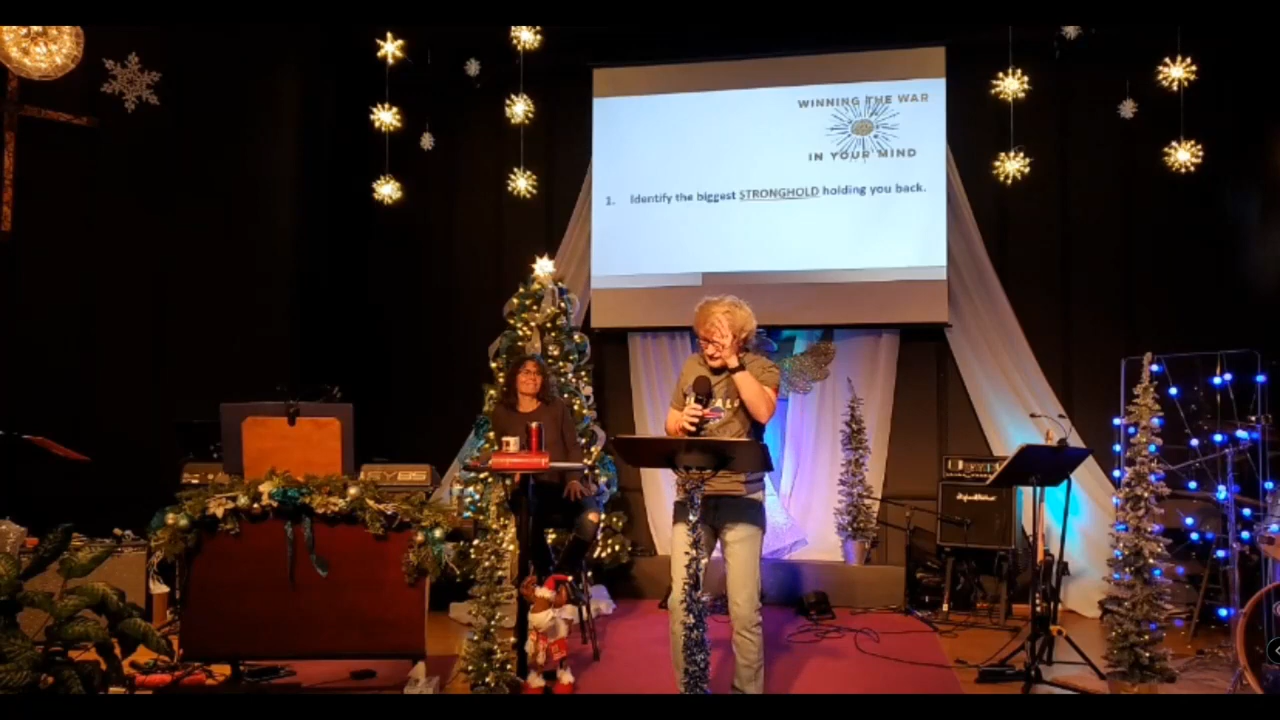 WINNING THE WAR
IN YOUR MIND
1. Identify the biggest STRONGHOLD holding you back.